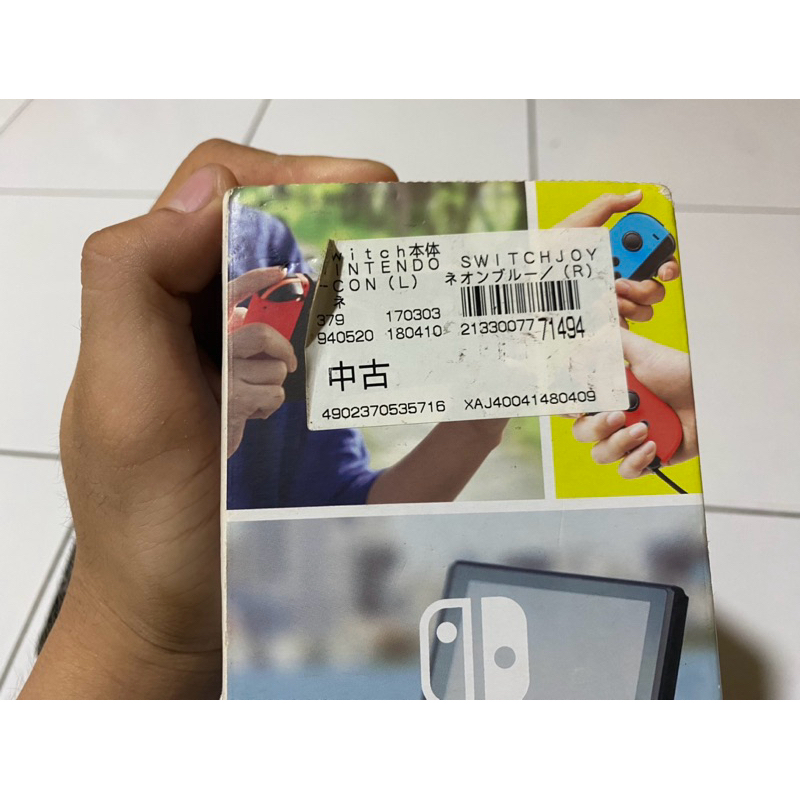 witch本体
INTENDO SWITCHJOY
-CON(L) ネオンブルー/(R)
ネ
379 170303
940520 180410 21330077 71494
中古
4902370535716 XAJ40041480409